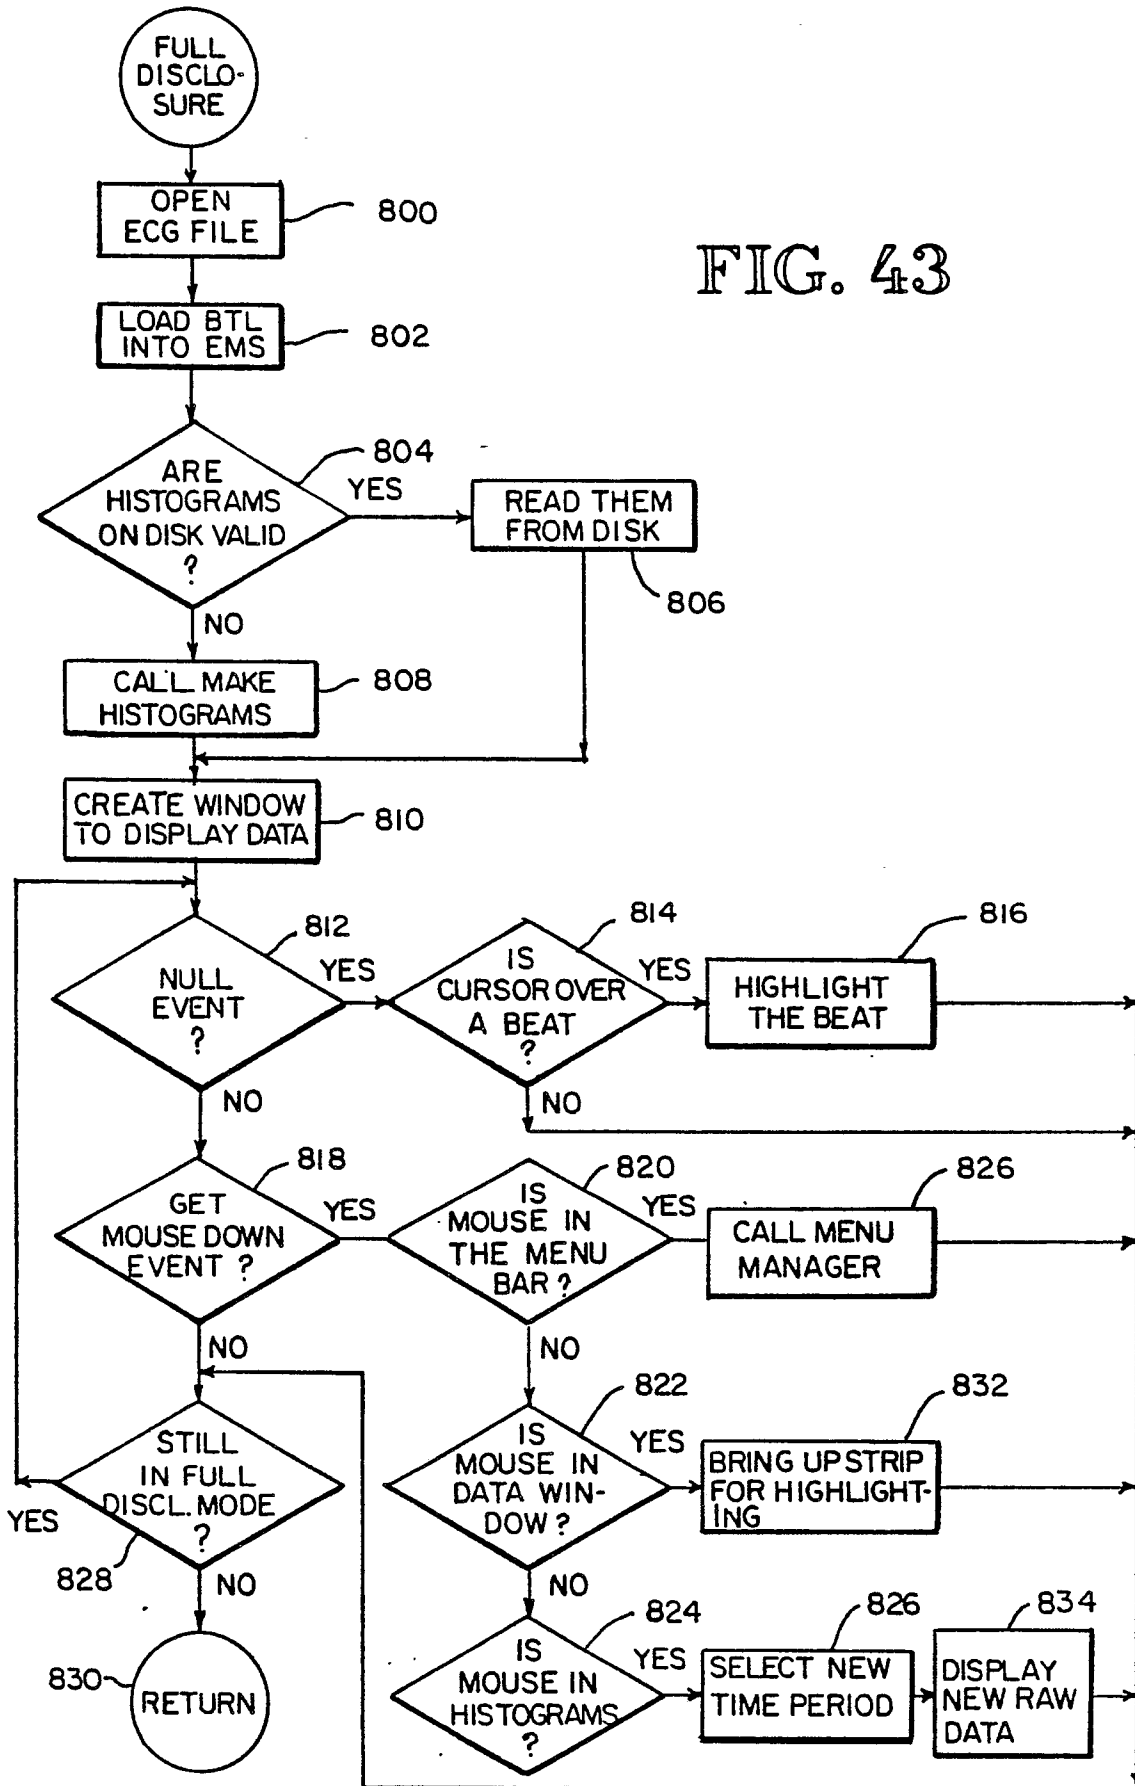 FULL
DISCLO-
SURE
OPEN
ECG FILE
800
FIG. 43
LOAD BTL
INTO EMS
802
ARE
HISTOGRAMS
ON DISK VALID
?
804
YES
READ THEM
FROM DISK
806
NO
CALL MAKE
HISTOGRAMS
808
CREATE WINDOW
TO DISPLAY DATA
810
NULL
EVENT
?
812
YES
IS
CURSOR OVER
A BEAT
?
814
YES
HIGHLIGHT
THE BEAT
816
NO
NO
GET
MOUSE DOWN
EVENT ?
818
YES
IS
MOUSE IN
THE MENU
BAR ?
820
YES
CALL MENU
MANAGER
826
NO
NO
STILL
IN FULL
DISCL. MODE
?
YES
828
IS
MOUSE IN
DATA WIN-
DOW ?
822
YES
BRING UP STRIP
FOR HIGHLIGHT-
ING
832
NO
NO
830
RETURN
IS
MOUSE IN
HISTOGRAMS
?
824
YES
SELECT NEW
TIME PERIOD
826
DISPLAY
NEW RAW
DATA
834